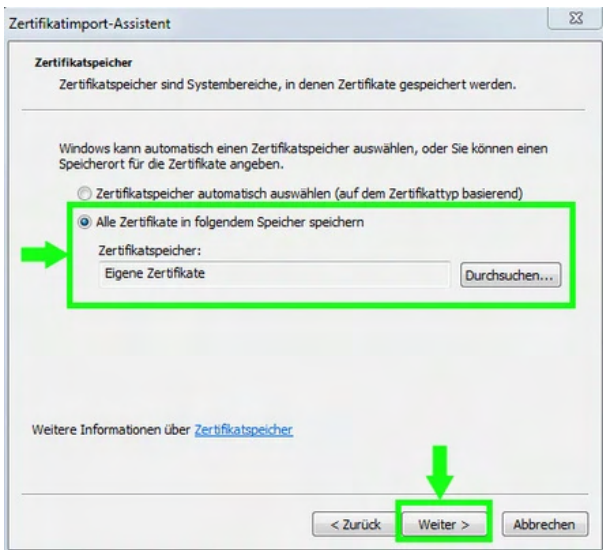 Zertifikatimport-Assistent
Zertifikatspeicher
Zertifikatspeicher sind Systembereiche, in denen Zertifikate gespeichert werden.
Windows kann automatisch einen Zertifikatspeicher auswählen, oder Sie können einen
Speicherort für die Zertifikate angeben.
Zertifikatspeicher automatisch auswählen (auf dem Zertifikattyp basierend)
Alle Zertifikate in folgendem Speicher speichern
Zertifikatspeicher:
Eigene Zertifikate
Durchsuchen...
Weitere Informationen über Zertifikatspeicher
< Zurück Weiter > Abbrechen